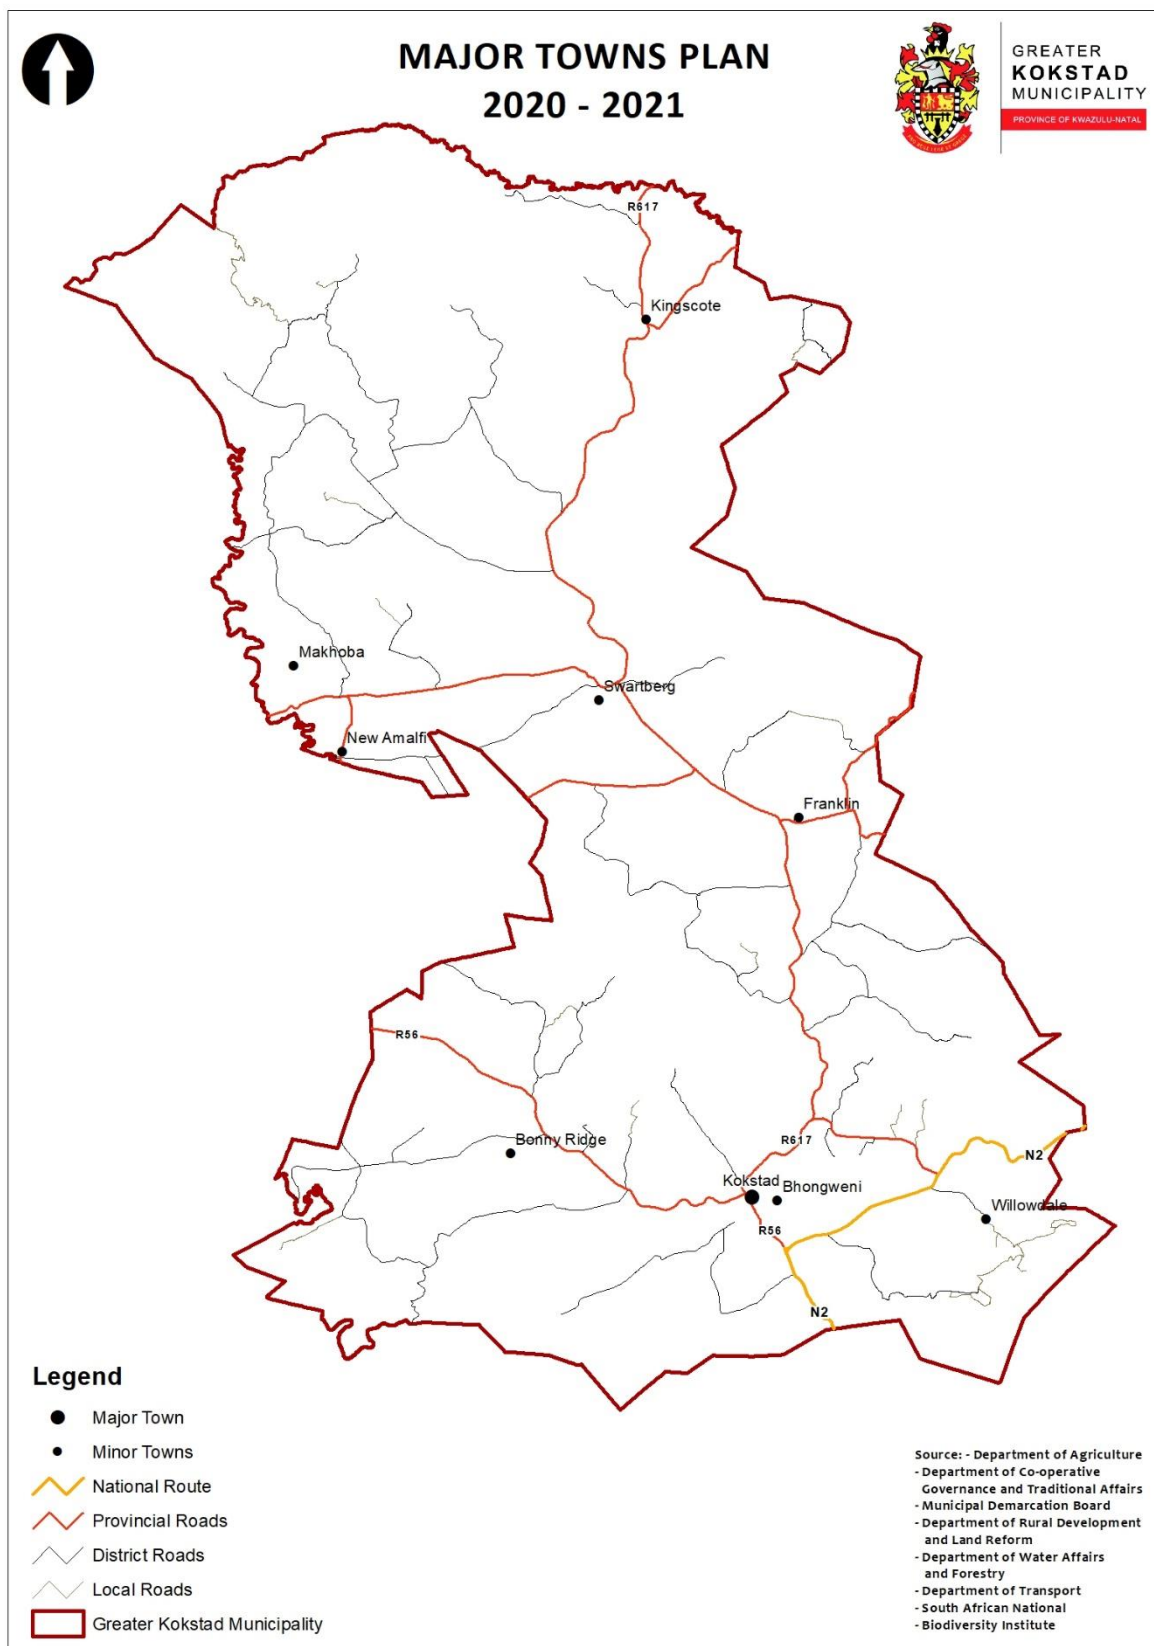 MAJOR TOWNS PLAN
2020 - 2021
GREATER
KOKSTAD
MUNICIPALITY
PROVINCE OF KWAZULU-NATAL
R617
Kingscote
Makhoba
Swartberg
New Amalfi
Franklin
R56
Bonny Ridge
R617
N2
Kokstad
Bhongweni
Willowdale
R56
N2
Legend
Major Town
Minor Towns
National Route
Provincial Roads
District Roads
Local Roads
Greater Kokstad Municipality
Source: - Department of Agriculture
- Department of Co-operative
Governance and Traditional Affairs
- Municipal Demarcation Board
- Department of Rural Development
and Land Reform
- Department of Water Affairs
and Forestry
- Department of Transport
- South African National
- Biodiversity Institute